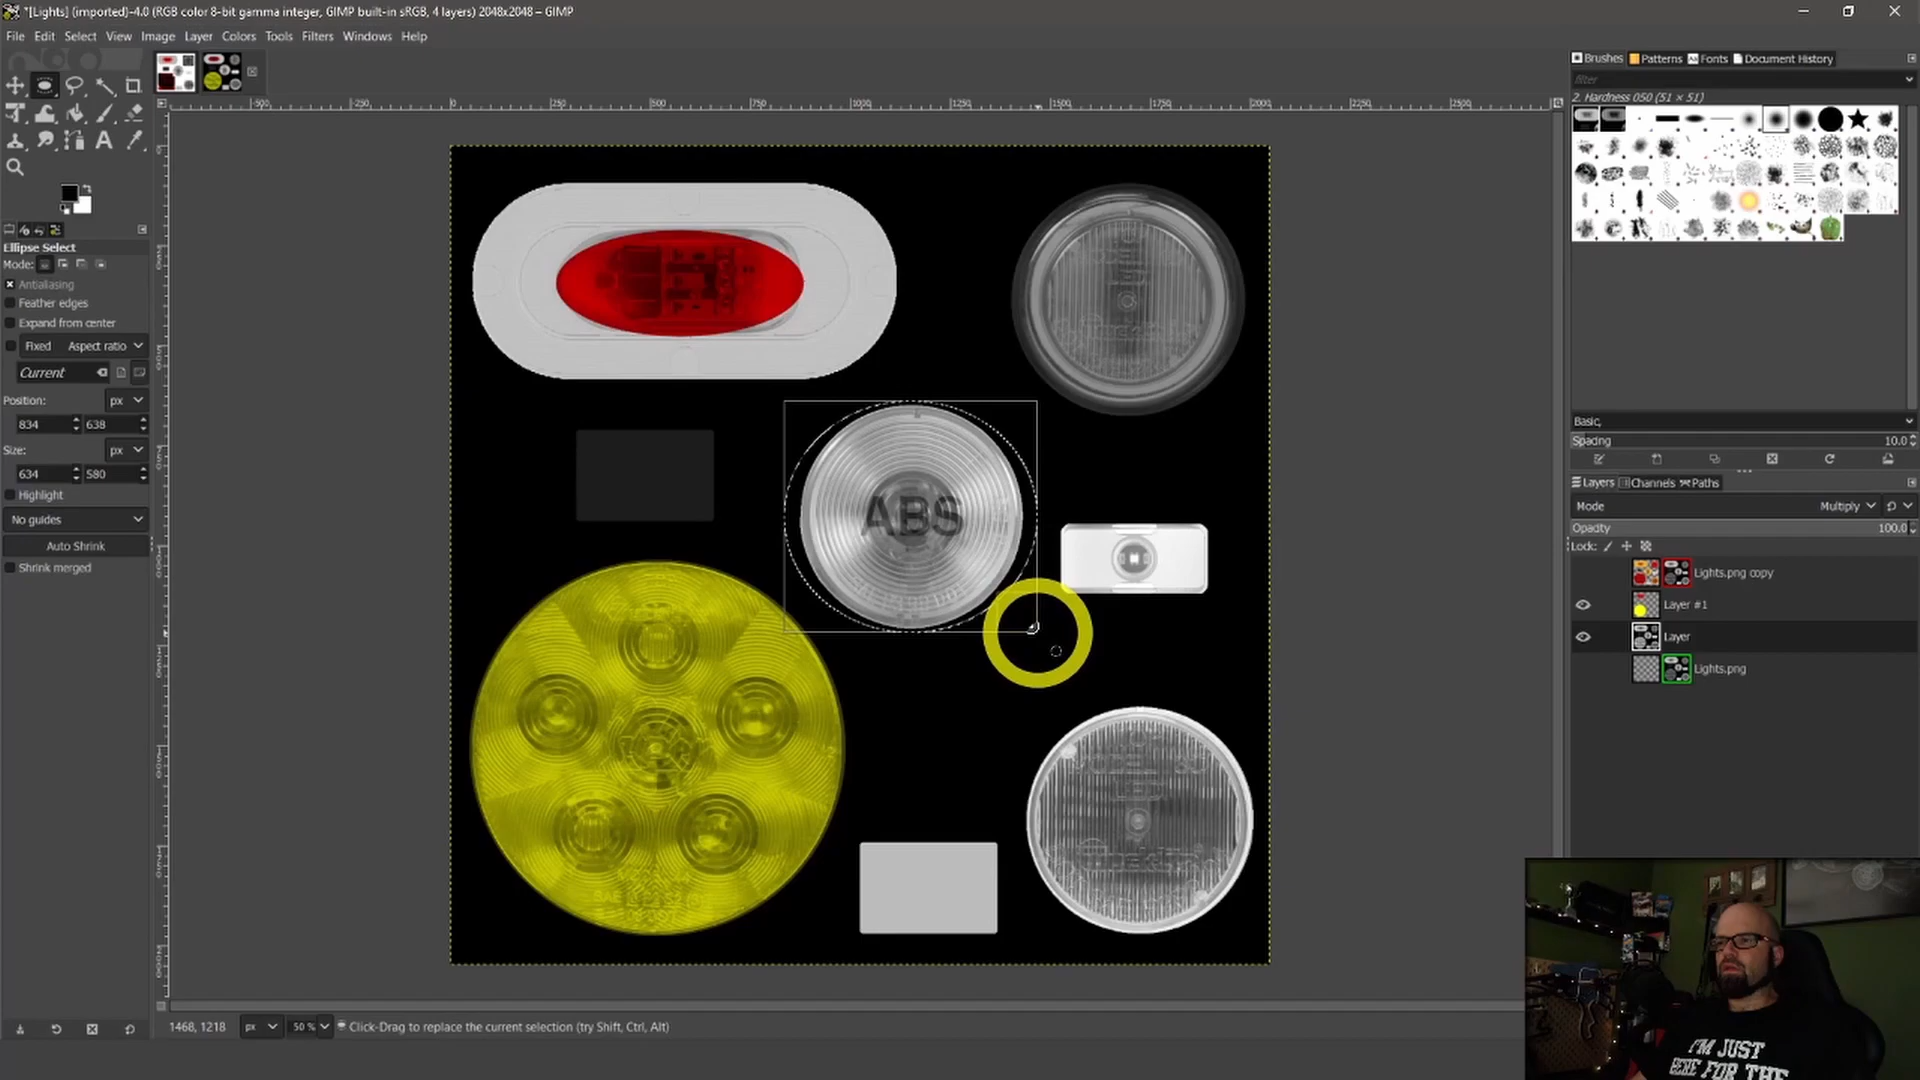 *[Lights] (imported)-4.0 (RGB color 8-bit gamma integer, GIMP built-in sRGB, 4 layers) 2048x2048 – GIMP
File Edit Select View Image Layer Colors Tools Filters Windows Help
Brushes Patterns Fonts Document History
filter
2. Hardness 050 (51 × 51)
Ellipse Select
Mode:
Antialiasing
Feather edges
Expand from center
Fixed Aspect ratio
Current
Position: px
834 638
Size: px
634 580
Highlight
No guides
Auto Shrink
Shrink merged
ABS
LED
Basic,
Spacing 10.0
Layers Channels Paths
Mode Multiply
Opacity 100.0
Lock:
Lights.png copy
Layer #1
Layer
Lights.png
1468, 1218 px 50 % Click-Drag to replace the current selection (try Shift, Ctrl, Alt)
I'M JUST
HERE FOR THE